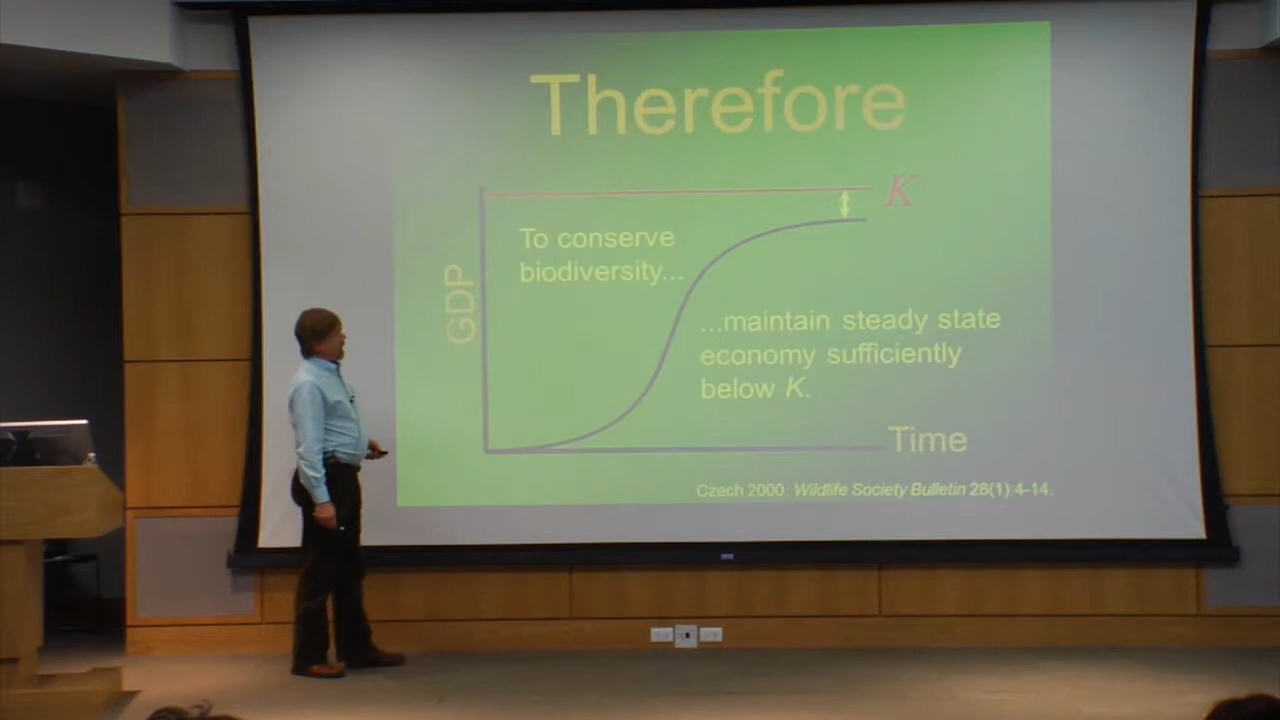 Therefore
K
To conserve
biodiversity...
GDP
...maintain steady state
economy sufficiently
below K.
Time
Czech 2000. Wildlife Society Bulletin 28(1):4-14.